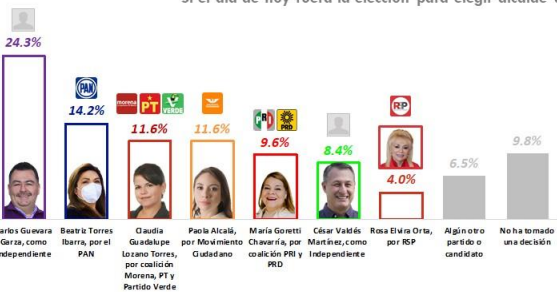 Si el día de hoy fuera la elección para elegir alcalde
24.3%
PAN
14.2%
morena PT VERDE
11.6%
11.6%
PRD
9.6%
8.4%
RSP
4.0%
6.5%
9.8%
arlos Guevara
Garza, como
ndependiente
Beatriz Torres
Ibarra, por el
PAN
Claudia
Guadalupe
Lozano Torres,
por coalición
Morena, PT y
Partido Verde
Paola Alcalá,
por Movimiento
Ciudadano
María Goretti
Chavarría, por
coalición PRI y
PRD
César Valdés
Martínez, como
Independiente
Rosa Elvira Orta,
por RSP
Algún otro
partido o
candidato
No ha tomado
una decisión